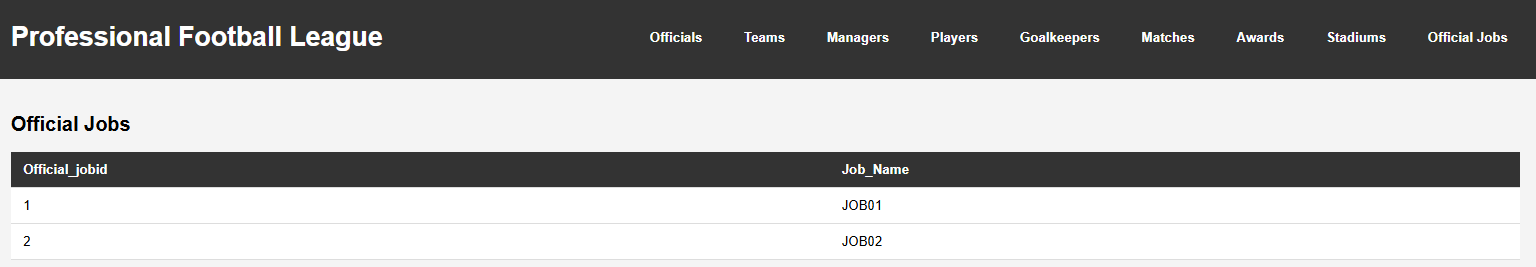 Professional Football League
Officials Teams Managers Players Goalkeepers Matches Awards Stadiums Official Jobs
Official Jobs
Official_jobid Job_Name
1 JOB01
2 JOB02